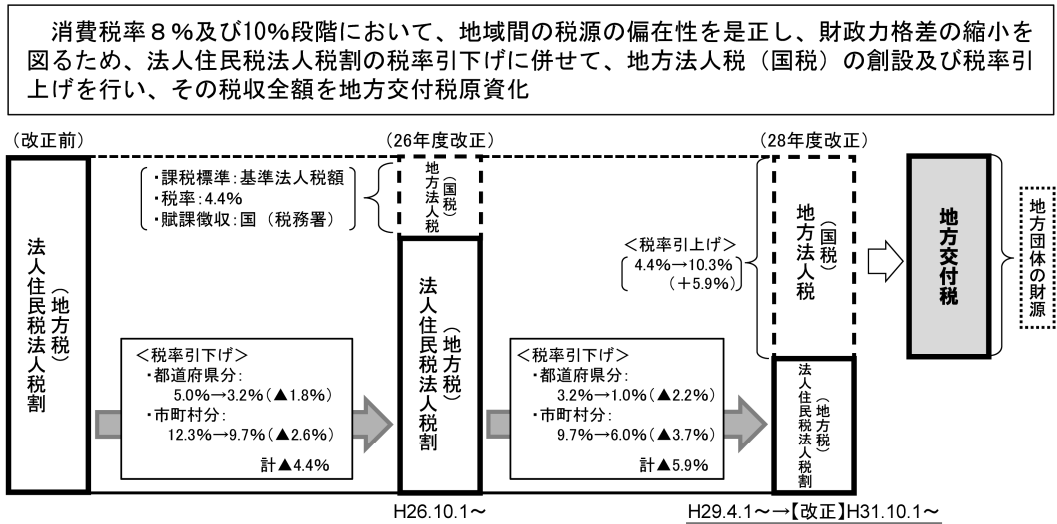 消費税率８％及び10％段階において、地域間の税源の偏在性を是正し、財政力格差の縮小を
図るため、法人住民税法人税割の税率引下げに併せて、地方法人税（国税）の創設及び税率引
上げを行い、その税収全額を地方交付税原資化
（改正前）
法人住民税法人税割
（地方税）
＜税率引下げ＞
・都道府県分：
5.0%→3.2%（▲1.8%）
・市町村分：
12.3%→9.7%（▲2.6%）
計▲4.4%
（26年度改正）
・課税標準：基準法人税額
・税率：4.4%
・賦課徴収：国（税務署）
地方法人税
（国税）
法人住民税法人税割
（地方税）
H26.10.1～
＜税率引下げ＞
・都道府県分：
3.2%→1.0%（▲2.2%）
・市町村分：
9.7%→6.0%（▲3.7%）
計▲5.9%
（28年度改正）
＜税率引上げ＞
4.4%→10.3%
（＋5.9%）
地方法人税
（国税）
法人住民税法人税割
（地方税）
H29.4.1～→【改正】H31.10.1～
地方交付税
地方団体の財源